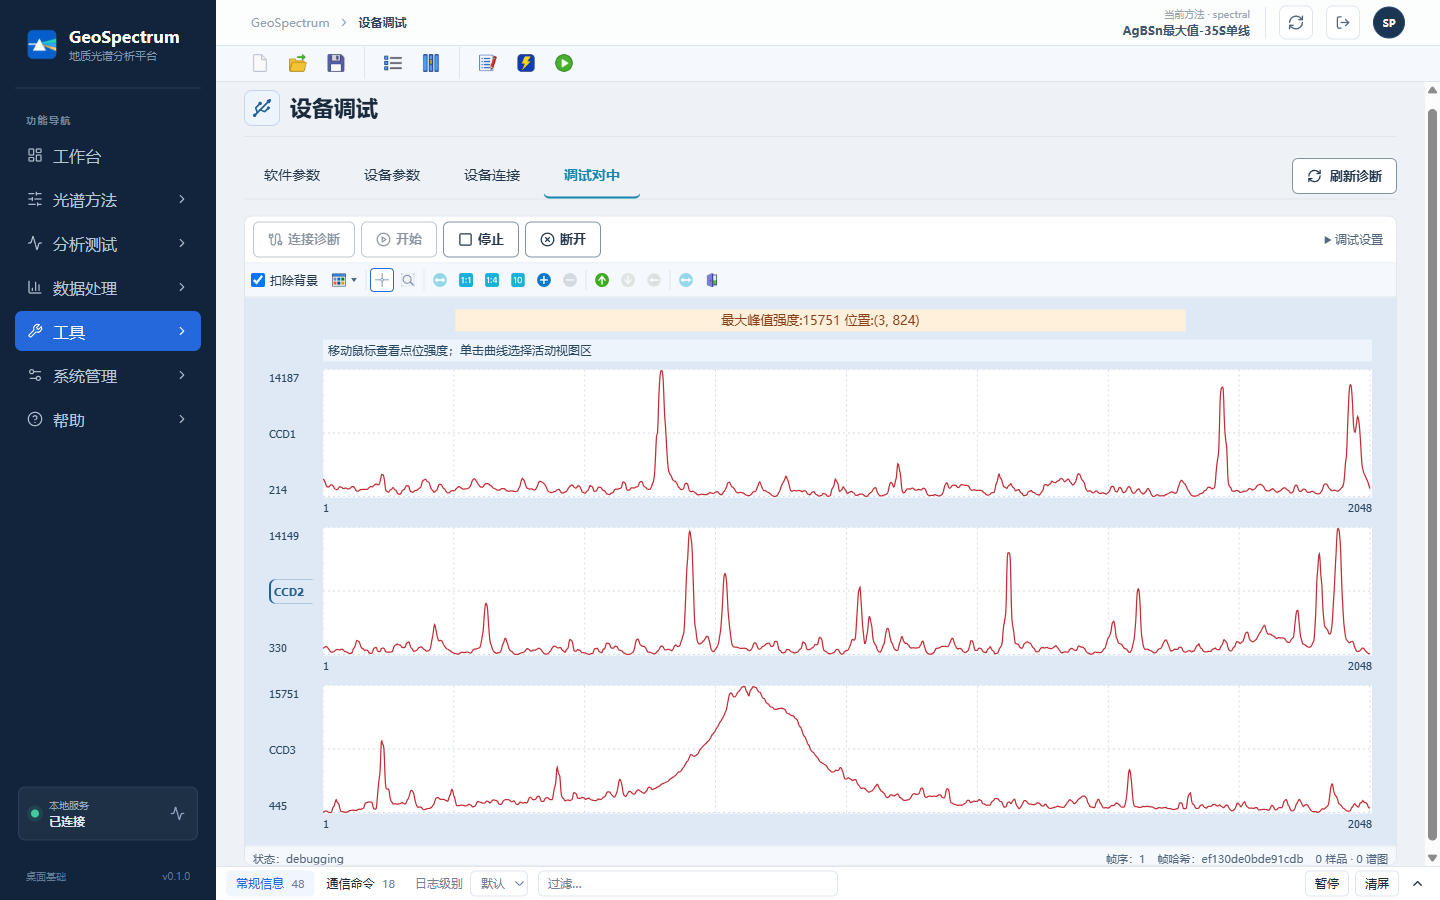 GeoSpectrum
地质光谱分析平台
功能导航
工作台
光谱方法
分析测试
数据处理
工具
系统管理
帮助
本地服务
已连接
桌面基础 v0.1.0
GeoSpectrum > 设备调试
当前方法 · spectral
AgBSn最大值-35S单线
SP
设备调试
软件参数 设备参数 设备连接 调试对中
刷新诊断
连接诊断 开始 停止 断开
调试设置
扣除背景
1:1 1:4 10
最大峰值强度:15751 位置:(3, 824)
移动鼠标查看点位强度；单击曲线选择活动视图区
14187
CCD1
214
1 2048
14149
CCD2
330
1 2048
15751
CCD3
445
1 2048
状态：debugging
帧序：1 帧哈希：ef130de0bde91cdb 0 样品 · 0 谱图
常规信息 48 通信命令 18 日志级别 默认 过滤... 暂停 清屏